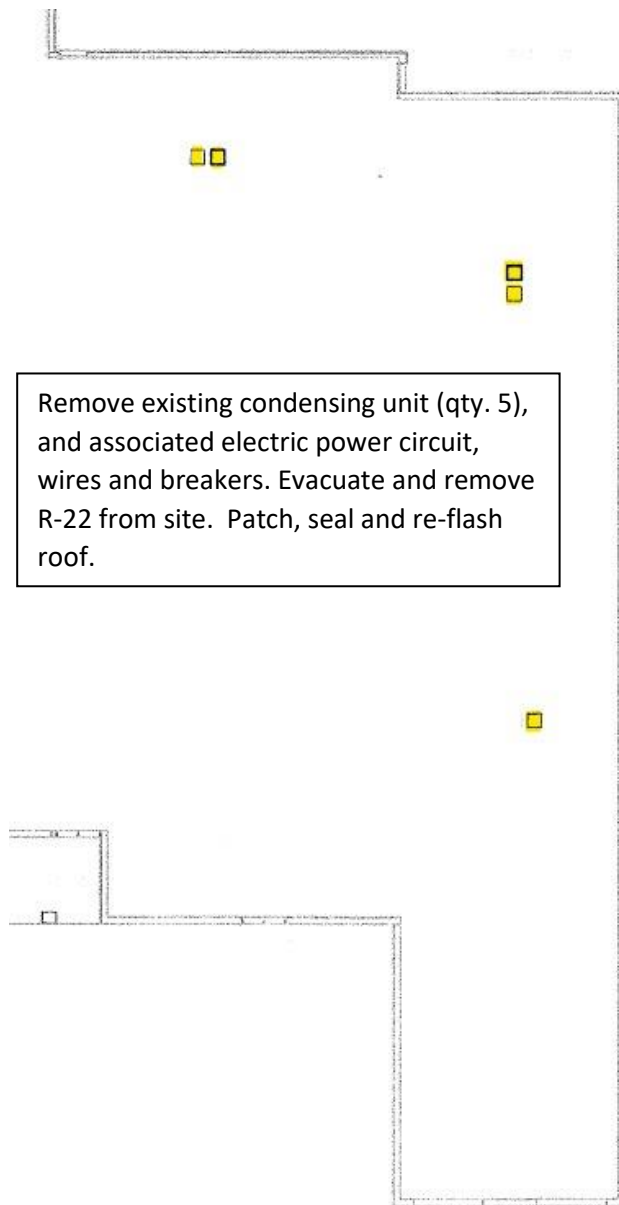 Remove existing condensing unit (qty. 5),
and associated electric power circuit,
wires and breakers. Evacuate and remove
R-22 from site.  Patch, seal and re-flash
roof.